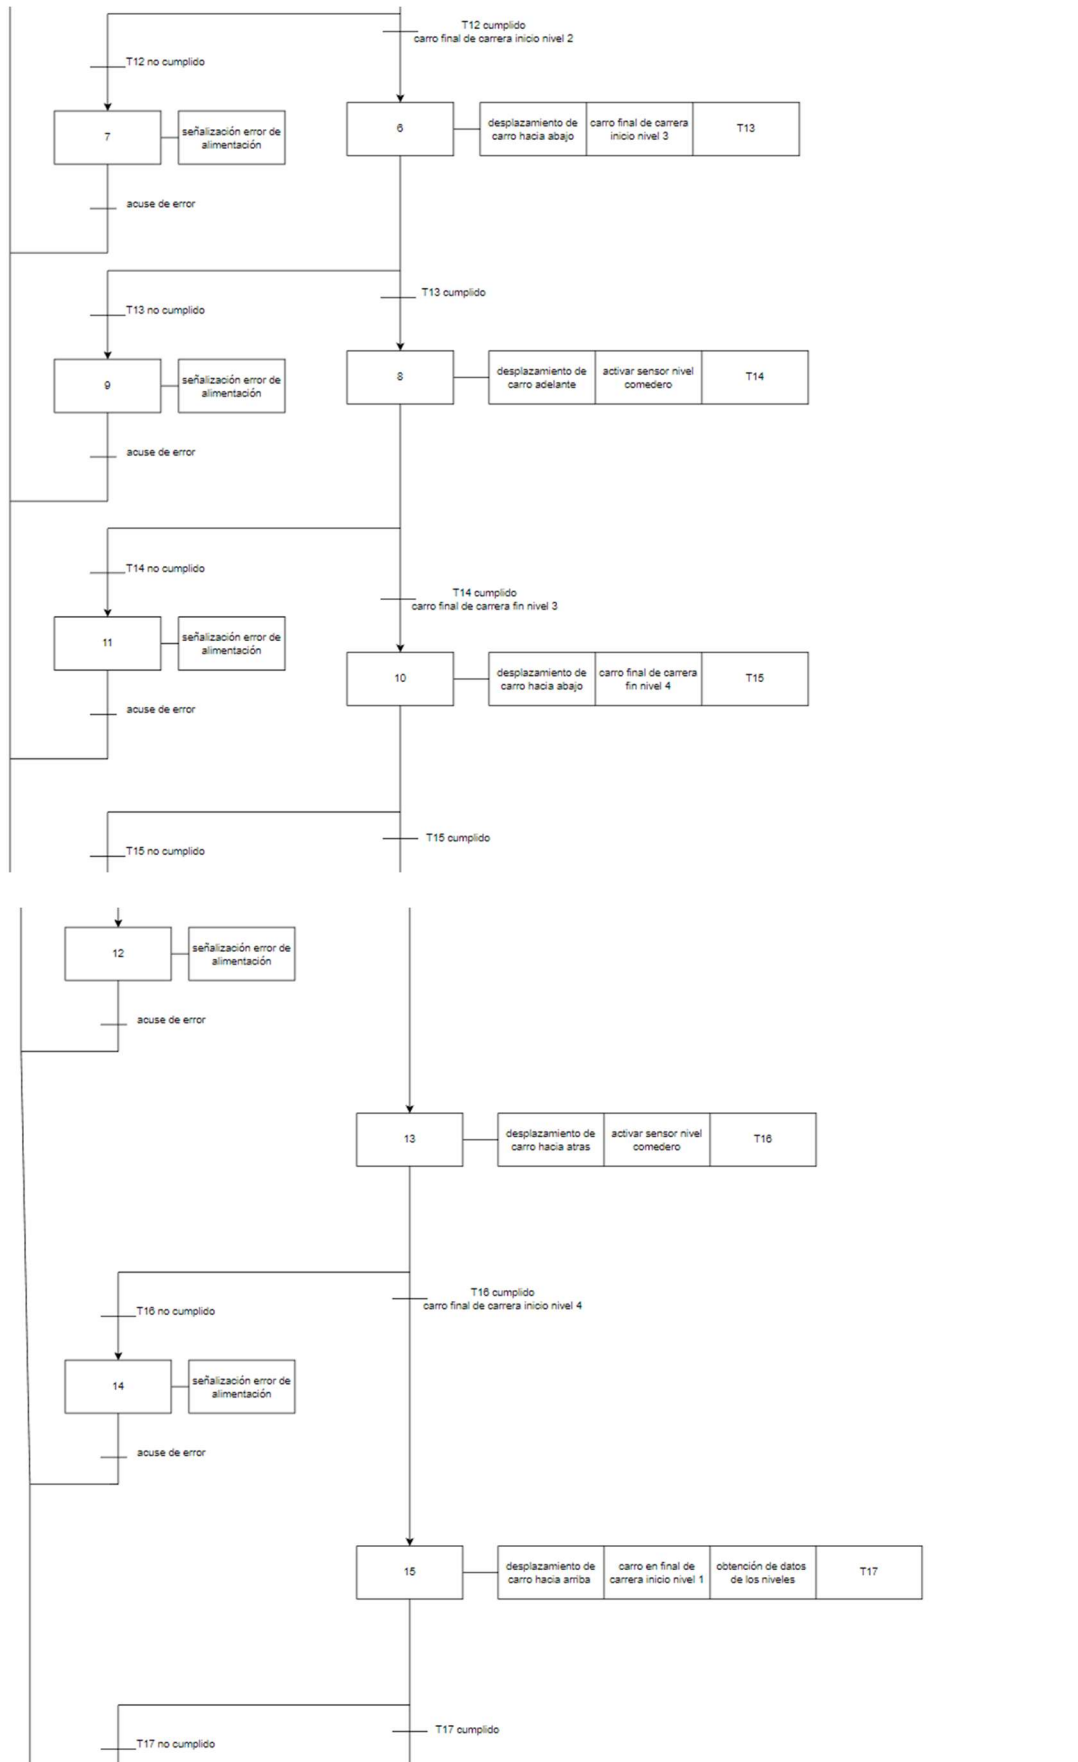 T12 cumplido
carro final de carrera inicio nivel 2
T12 no cumplido
7
señalización error de
alimentación
6
desplazamiento de
carro hacia abajo
carro final de carrera
inicio nivel 3
T13
acuse de error
T13 cumplido
T13 no cumplido
9
señalización error de
alimentación
8
desplazamiento de
carro adelante
activar sensor nivel
comedero
T14
acuse de error
T14 no cumplido
T14 cumplido
carro final de carrera fin nivel 3
11
señalización error de
alimentación
10
desplazamiento de
carro hacia abajo
carro final de carrera
fin nivel 4
T15
acuse de error
T15 cumplido
T15 no cumplido
12
señalización error de
alimentación
acuse de error
13
desplazamiento de
carro hacia atras
activar sensor nivel
comedero
T16
T16 cumplido
carro final de carrera inicio nivel 4
T16 no cumplido
14
señalización error de
alimentación
acuse de error
15
desplazamiento de
carro hacia arriba
carro en final de
carrera inicio nivel 1
obtención de datos
de los niveles
T17
T17 cumplido
T17 no cumplido